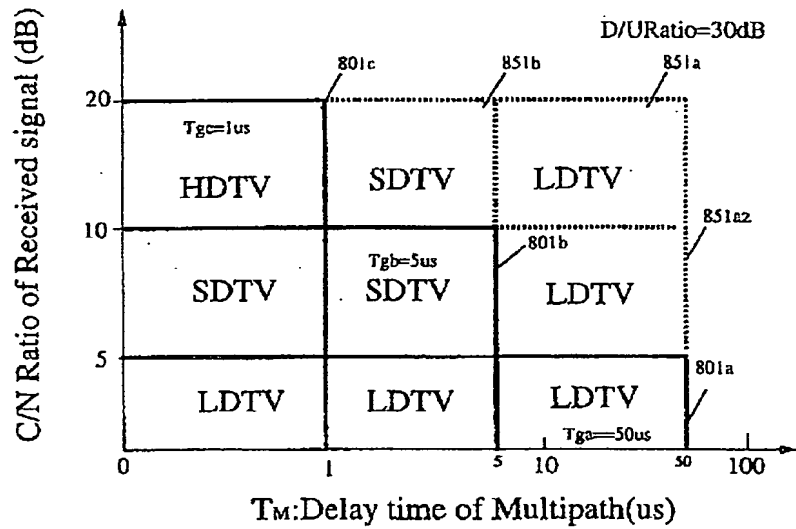 D/URatio=30dB
801c
851b
851a
20
Tgc=1us
HDTV
SDTV
LDTV
10
851a2
801b
Tgb=5us
SDTV
SDTV
LDTV
5
801a
LDTV
LDTV
LDTV
Tga=50us
0
1
5
10
50
100
C/N Ratio of Received signal (dB)
TM:Delay time of Multipath(us)